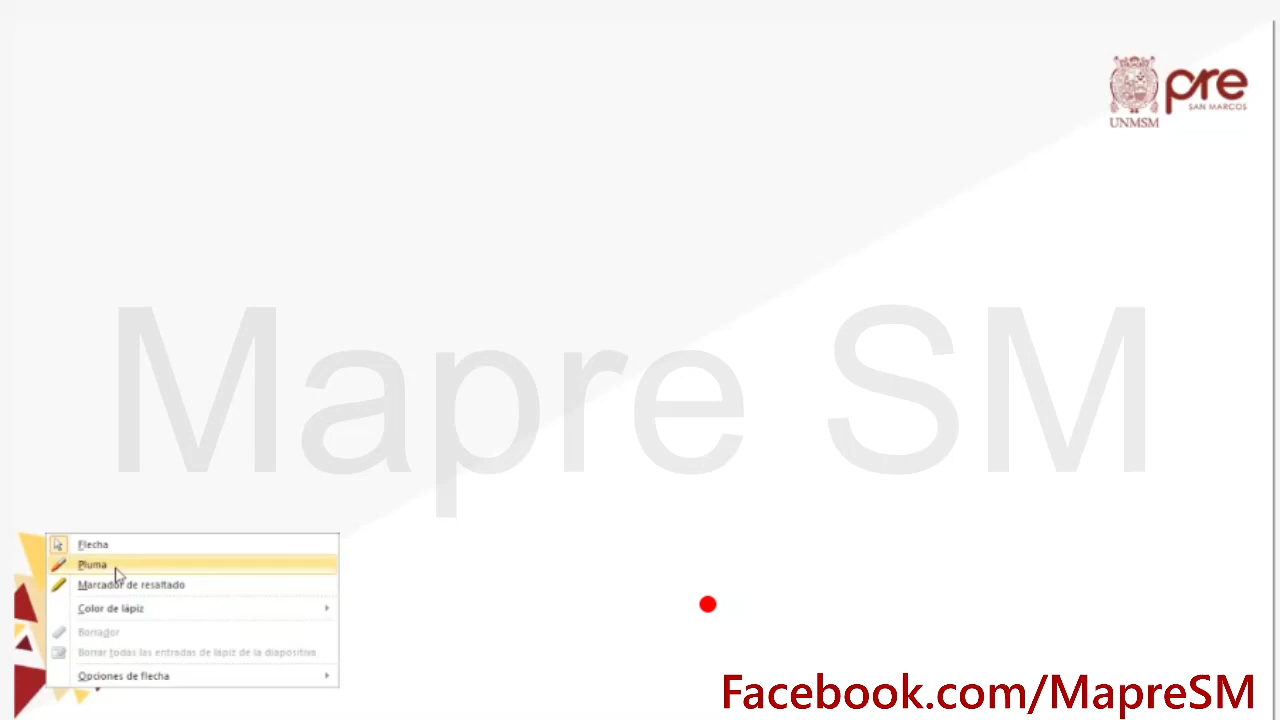 UNMSM
pre
SAN MARCOS
Mapre SM
Flecha
Pluma
Marcador de resaltado
Color de lápiz
Borrador
Borrar todas las entradas de lápiz de la diapositiva
Opciones de flecha
Facebook.com/MapreSM